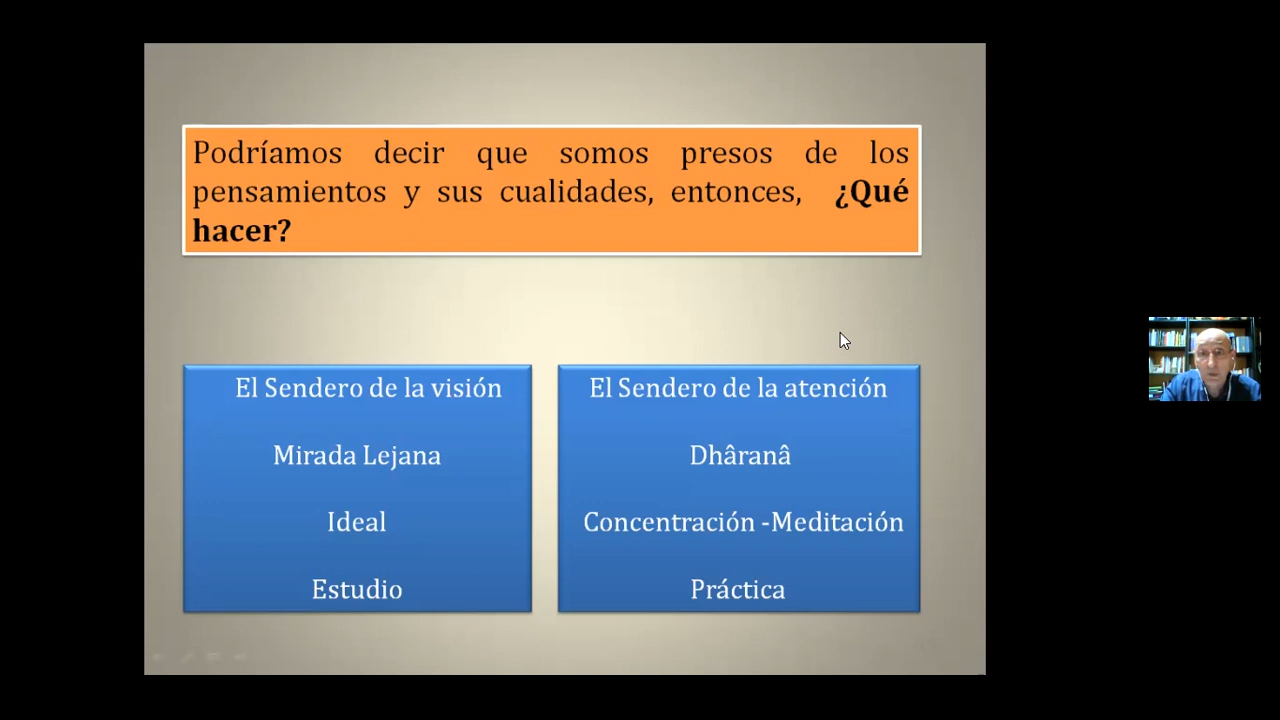 Podríamos decir que somos presos de los
pensamientos y sus cualidades, entonces, ¿Qué
hacer?
El Sendero de la visión
Mirada Lejana
Ideal
Estudio
El Sendero de la atención
Dhâranâ
Concentración -Meditación
Práctica